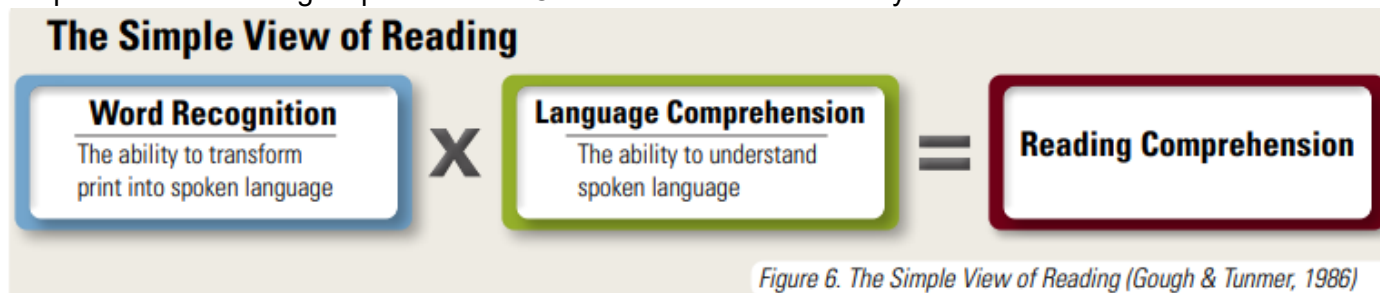 The Simple View of Reading
Word Recognition
The ability to transform
print into spoken language
X
Language Comprehension
The ability to understand
spoken language
=
Reading Comprehension
Figure 6. The Simple View of Reading (Gough & Tunmer, 1986)